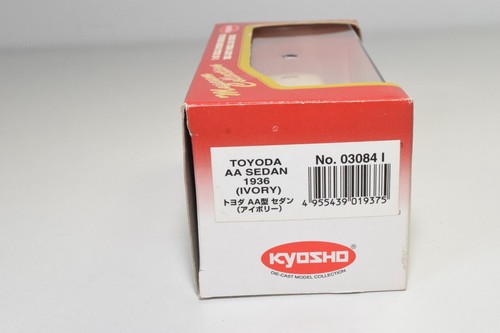 TOYODA
AA SEDAN
1936
(IVORY)
トヨダ AA型 セダン
(アイボリー)
No. 03084 I
4 955439 019375
KYOSHO
DIE-CAST MODEL COLLECTION